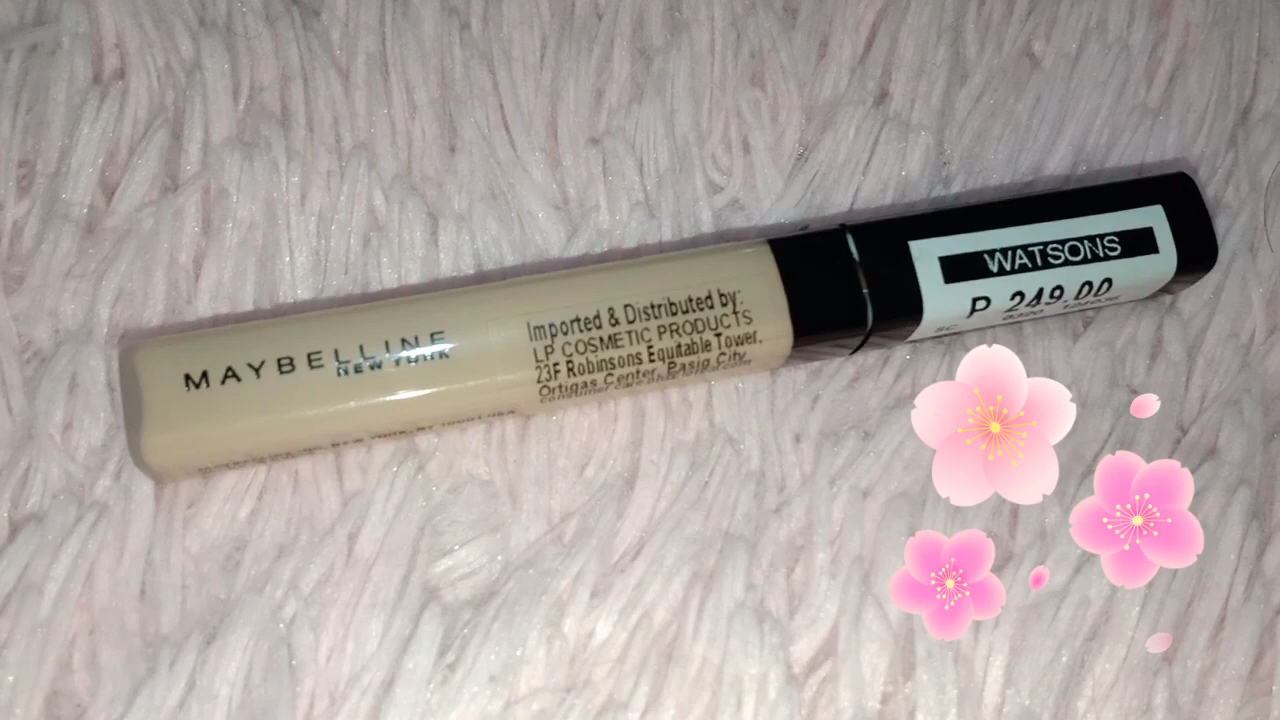 MAYBELLINE
NEW YORK
Imported & Distributed by:
LP COSMETIC PRODUCTS
23F Robinsons Equitable Tower.
Ortigas Center, Pasig City
WATSONS
P 249.00
SC